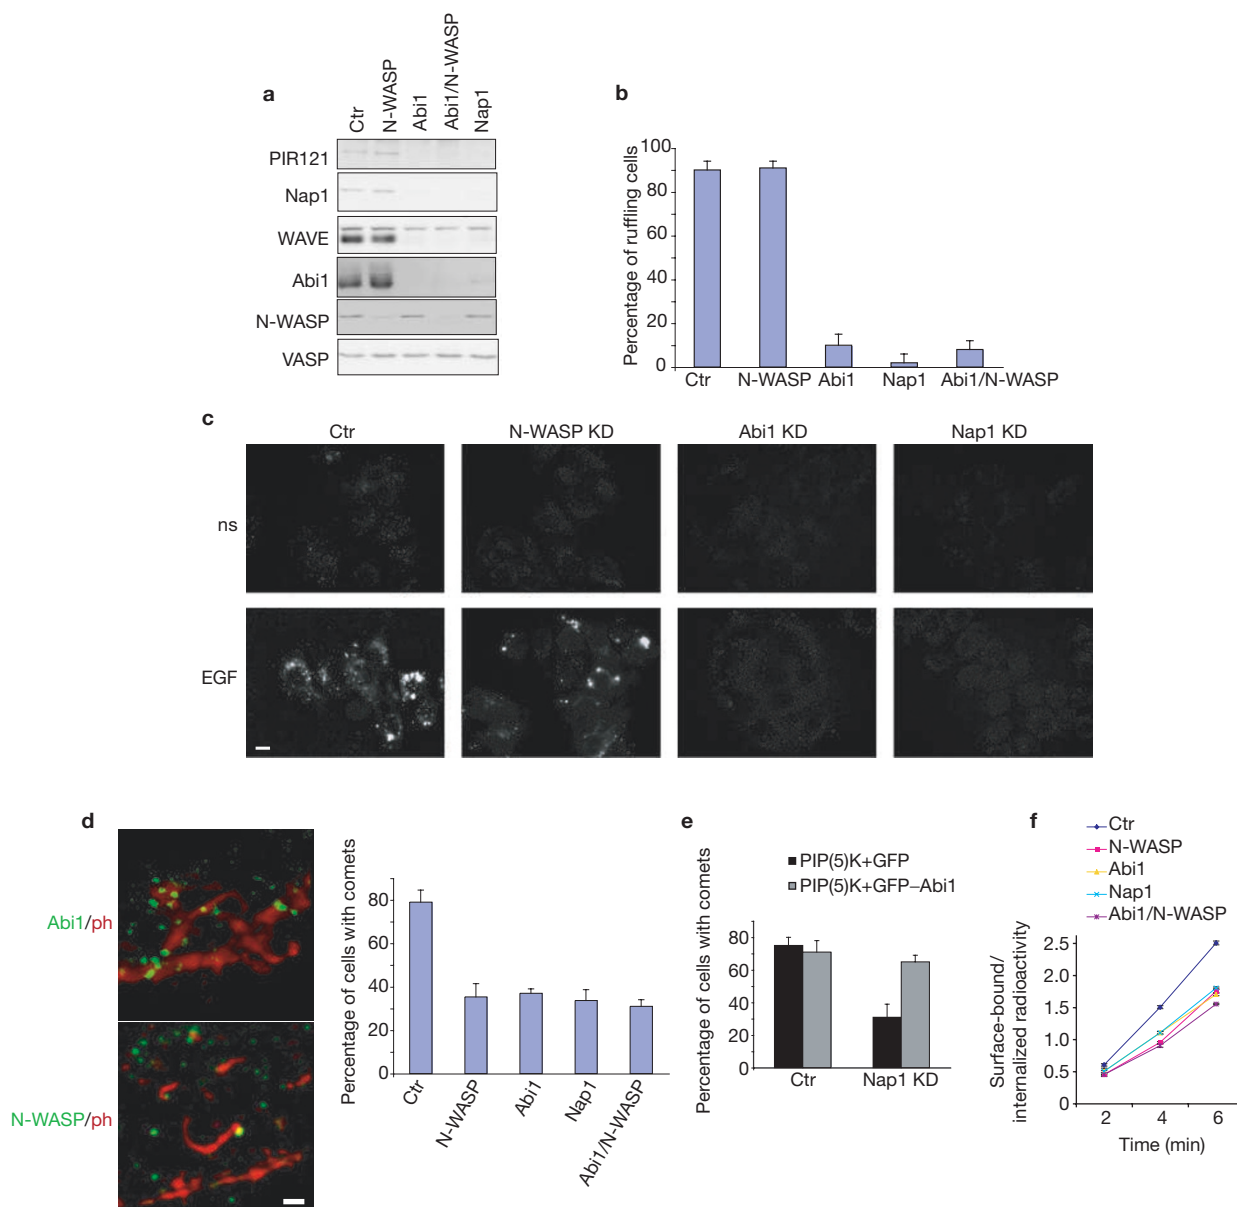 a
Ctr
N-WASP
Abi1
Abi1/N-WASP
Nap1
PIR121
Nap1
WAVE
Abi1
N-WASP
VASP
b
Percentage of ruffling cells
100
80
60
40
20
0
Ctr
N-WASP
Abi1
Nap1
Abi1/N-WASP
c
Ctr
N-WASP KD
Abi1 KD
Nap1 KD
ns
EGF
d
Abi1/ph
N-WASP/ph
Percentage of cells with comets
80
60
40
20
0
Ctr
N-WASP
Abi1
Nap1
Abi1/N-WASP
e
PIP(5)K+GFP
PIP(5)K+GFP–Abi1
Percentage of cells with comets
100
80
60
40
20
0
Ctr
Nap1 KD
f
Ctr
N-WASP
Abi1
Nap1
Abi1/N-WASP
Surface-bound/
internalized radioactivity
2.5
2.0
1.5
1.0
0.5
0
2
4
6
Time (min)